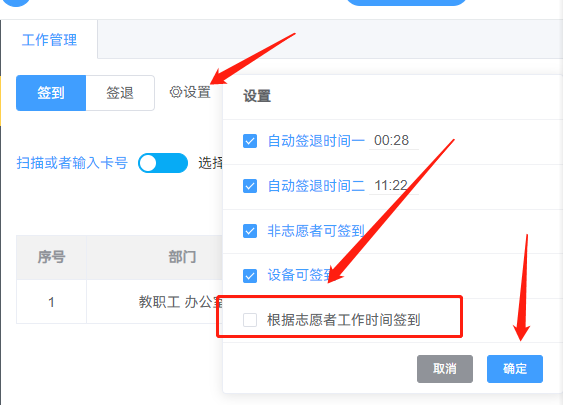 工作管理
签到 签退 设置
扫描或者输入卡号 选择
序号 部门
1 教职工 办公室
设置
自动签退时间一 00:28
自动签退时间二 11:22
非志愿者可签到
设备可签到
根据志愿者工作时间签到
取消 确定